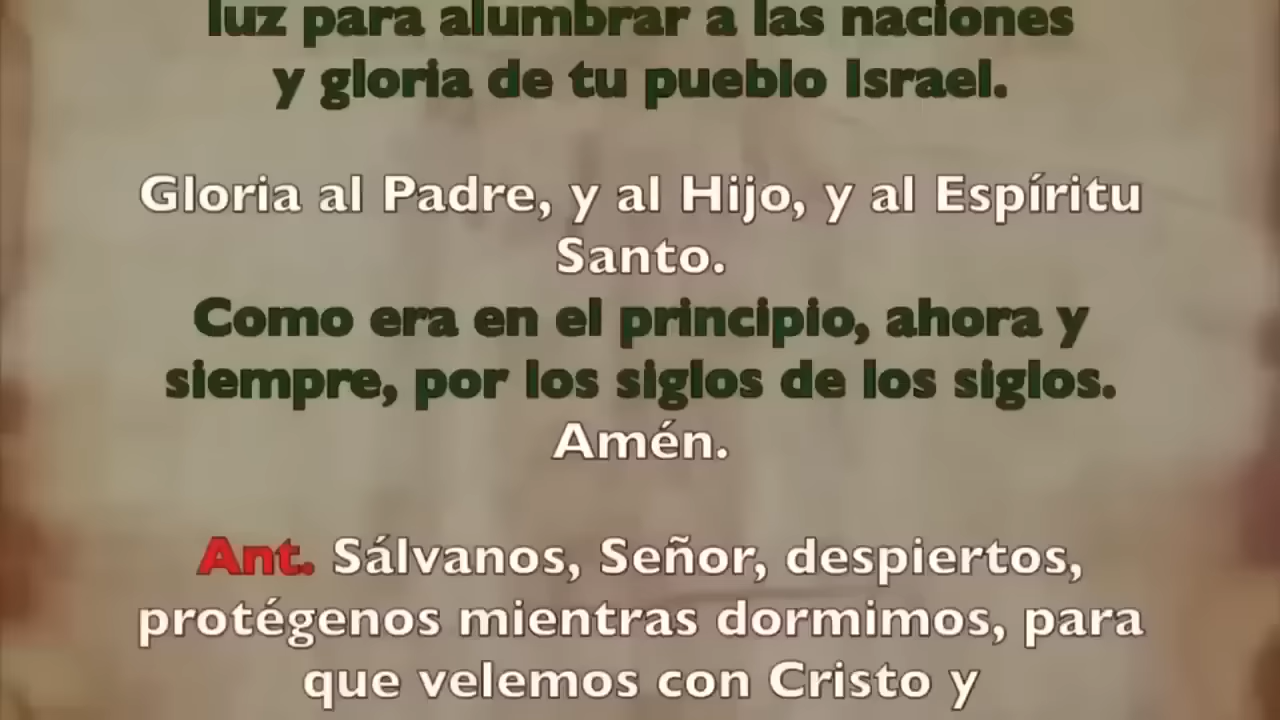 luz para alumbrar a las naciones
y gloria de tu pueblo Israel.
Gloria al Padre, y al Hijo, y al Espíritu
Santo.
Como era en el principio, ahora y
siempre, por los siglos de los siglos.
Amén.
Ant. Sálvanos, Señor, despiertos,
protégenos mientras dormimos, para
que velemos con Cristo y